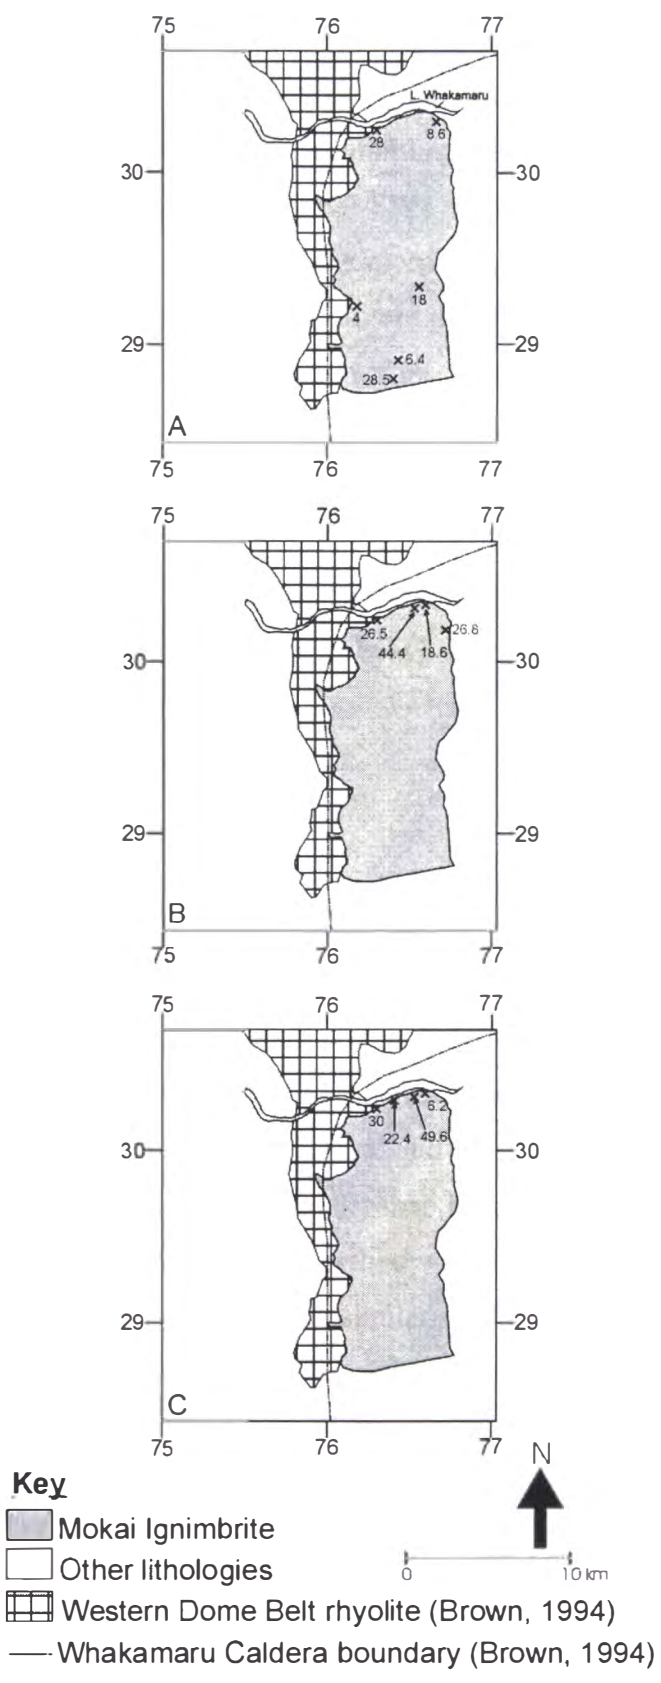 75 76 77
L. Whakamaru
28 8.6
30 30
18
4
29 29
6.4
28.5
A
75 76 77
75 76 77
26.5 26.8
44.4 18.6
30 30
29 29
B
75 76 77
75 76 77
6.2
30
22.4 49.6
30 30
29 29
C
75 76 77
N
Key
Mokai Ignimbrite
Other lithologies
0 10 km
Western Dome Belt rhyolite (Brown, 1994)
Whakamaru Caldera boundary (Brown, 1994)